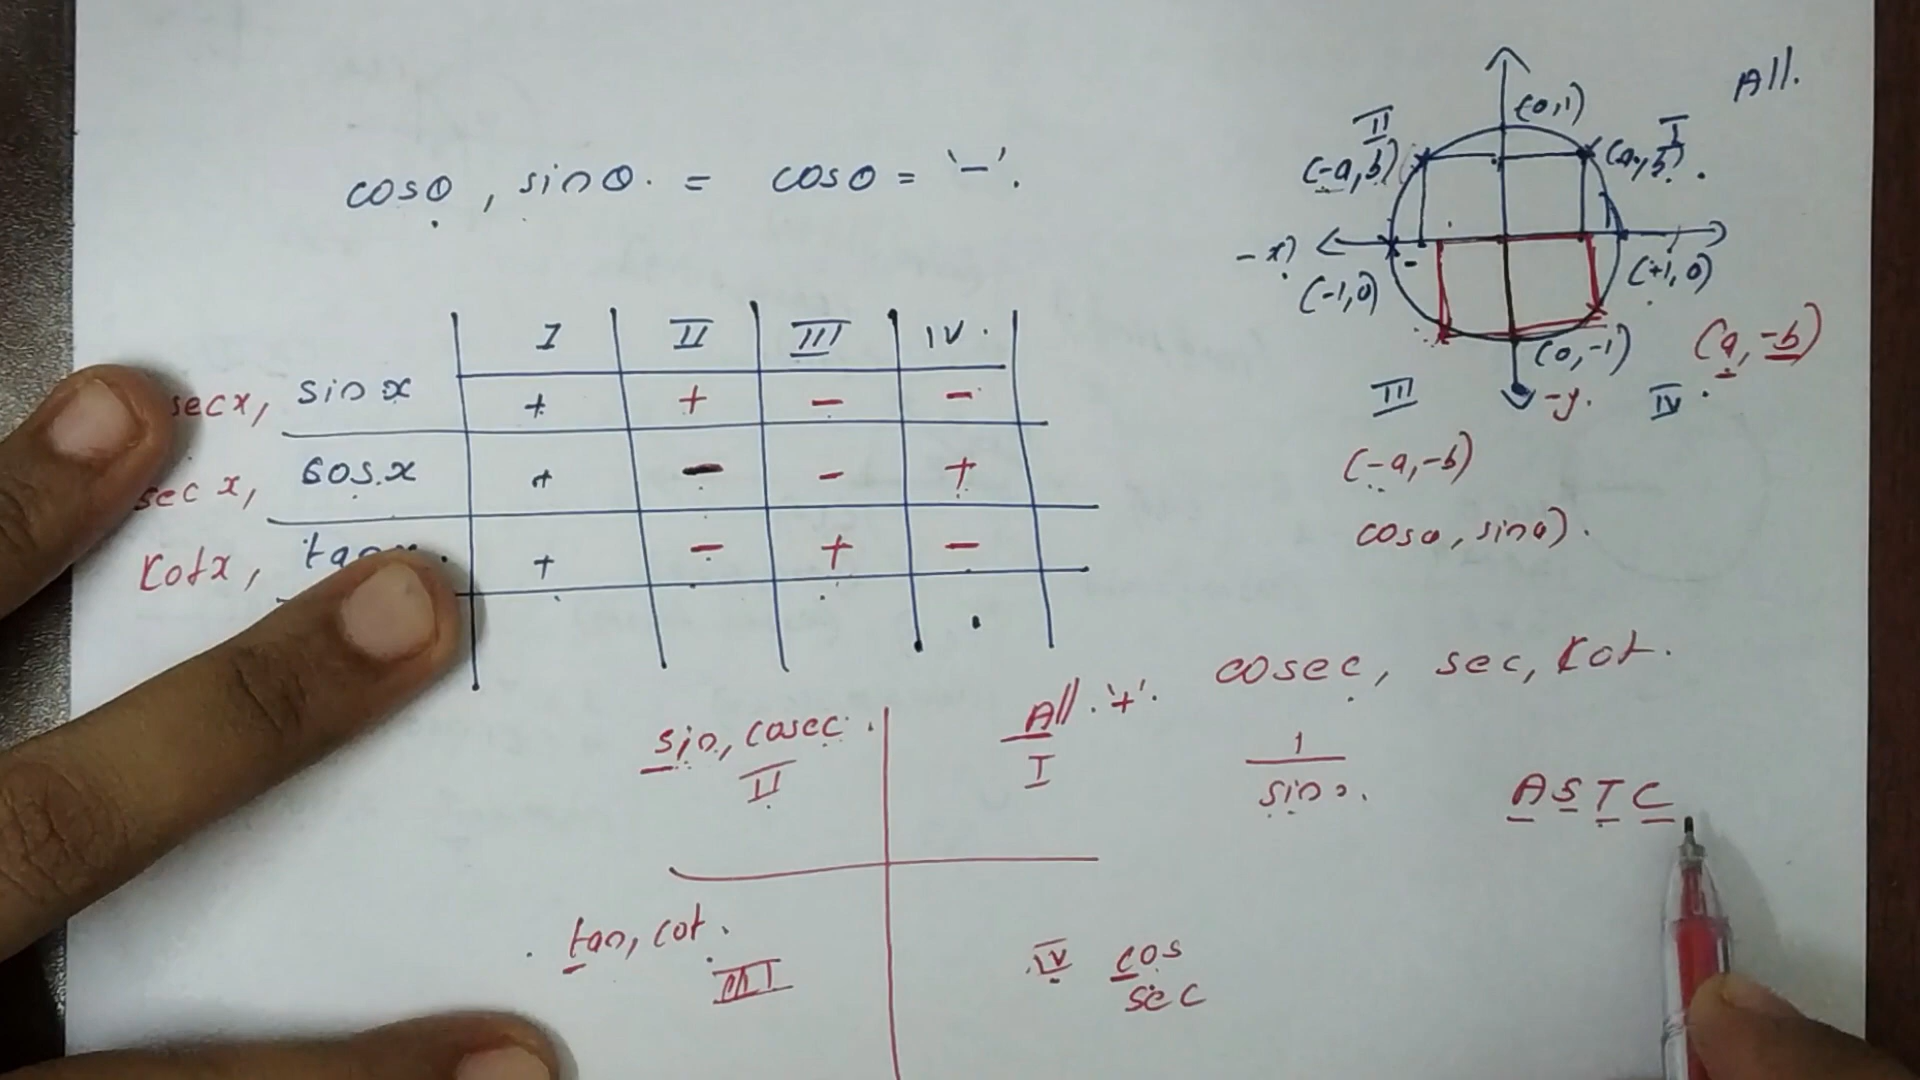 All.
(0,1)
II
I
(-a,b)
(a,b).
cosθ, sinθ. = cosθ = '-'.
-x)
(-1,0)
(+1,0)
(0,-1)
(a,-b)
III
-y.
IV.
(-a,-b)
cosθ, sinθ).
I II III IV.
secx, sinx + + - -
secx, cos.x + - - +
cotx, tan + - + -
cosec, sec, cot.
sin, cosec.
II
All '+'.
I
1
sin
ASTC
tan, cot.
III
IV cos
sec